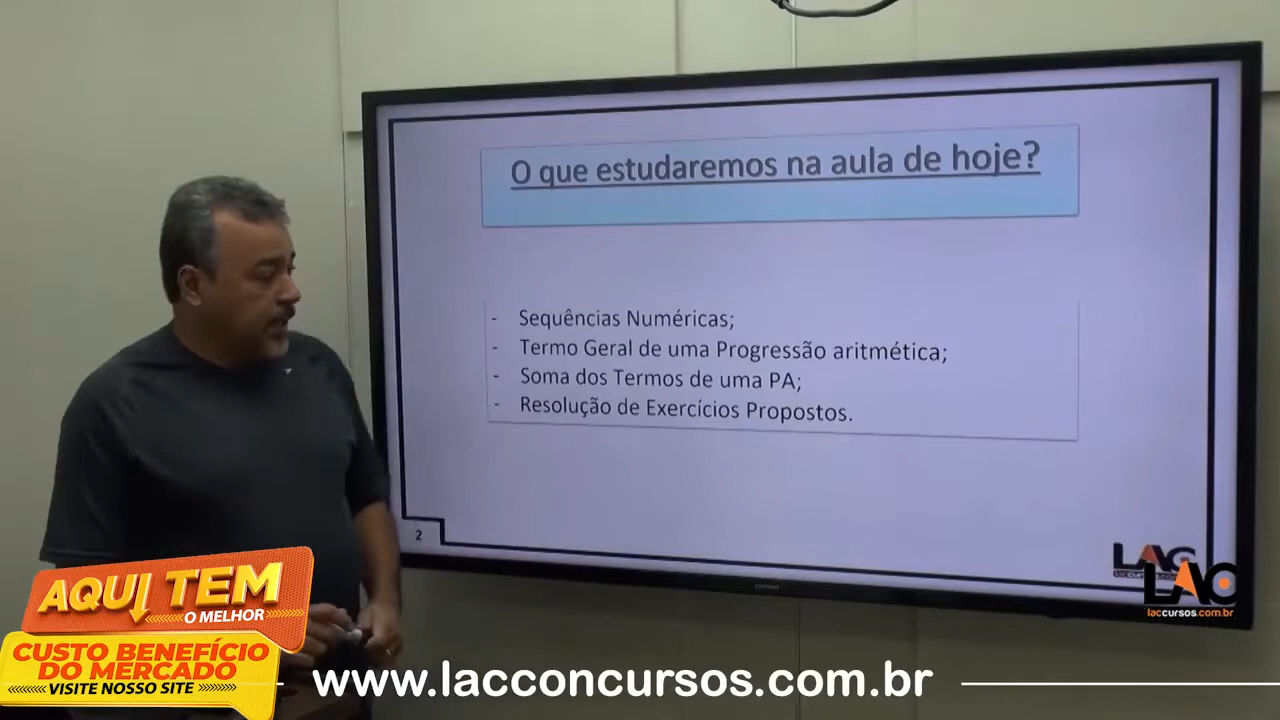 O que estudaremos na aula de hoje?
- Sequências Numéricas;
- Termo Geral de uma Progressão aritmética;
- Soma dos Termos de uma PA;
- Resolução de Exercícios Propostos.
2
LAC
laccursos.com.br
AQUI TEM
O MELHOR
CUSTO BENEFÍCIO
DO MERCADO
VISITE NOSSO SITE
www.lacconcursos.com.br